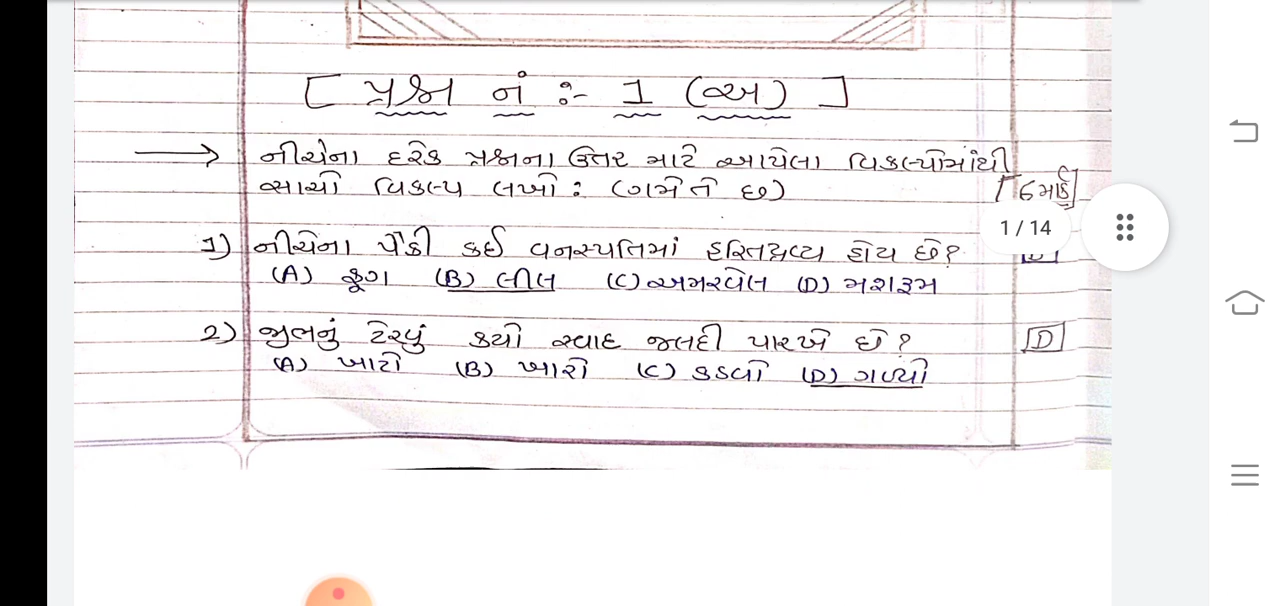 [ પ્રશ્ન નં :- 1 (અ) ]
→ નીચેના દરેક પ્રશ્નના ઉત્તર માટે આપેલા વિકલ્પોમાંથી
સાચો વિકલ્પ લખો : (ગમે તે છ) [ 6 માર્ક]
1 / 14
1) નીચેના પૈકી કઈ વનસ્પતિમાં હરિતદ્રવ્ય હોય છે?
(A) ફૂગ (B) લીલ (C) અમરવેલ (D) મશરૂમ
2) જીભનું ટેરવું કયો સ્વાદ જલદી પારખે છે? D
(A) ખાટો (B) ખારો (C) કડવો (D) ગળ્યો